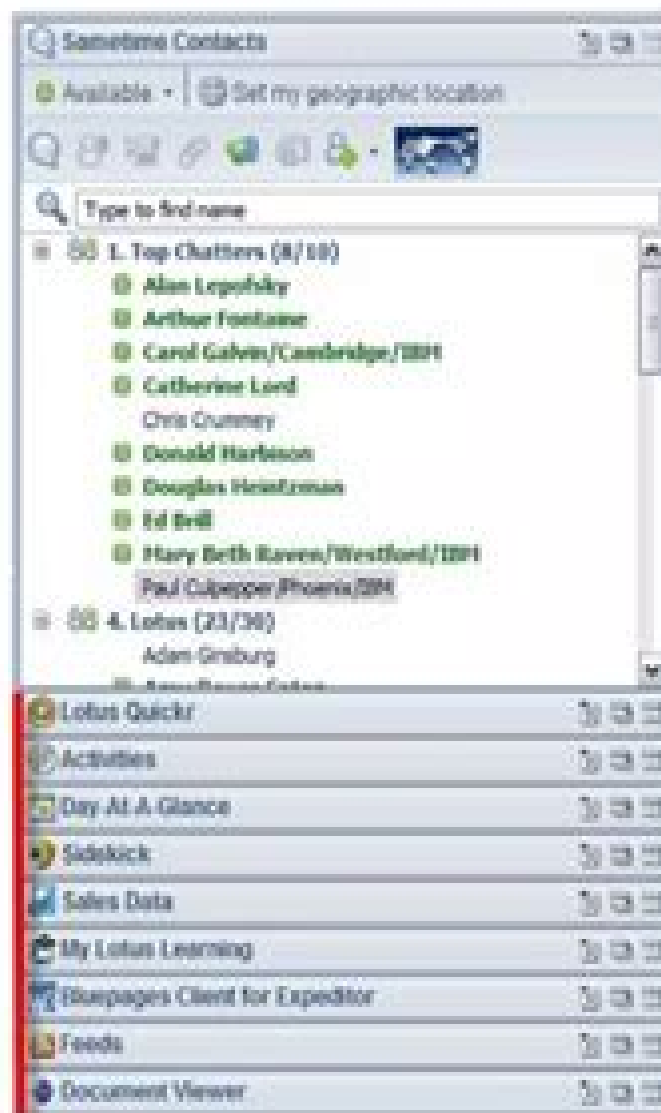 Sametime Contacts
Available Set my geographic location
Type to find name
1. Top Chatters (8/10)
Alan Lepofsky
Arthur Fontaine
Carol Galvin/Cambridge/IBM
Catherine Lord
Chris Crummey
Donald Harbison
Douglas Heintzman
Ed Brill
Mary Beth Raven/Westford/IBM
Paul Culpepper/Phoenix/IBM
4. Lotus (23/30)
Adam Ginsburg
Lotus Quickr
Activities
Day At A Glance
Sidekick
Sales Data
My Lotus Learning
Bluepages Client for Expeditor
Feeds
Document Viewer